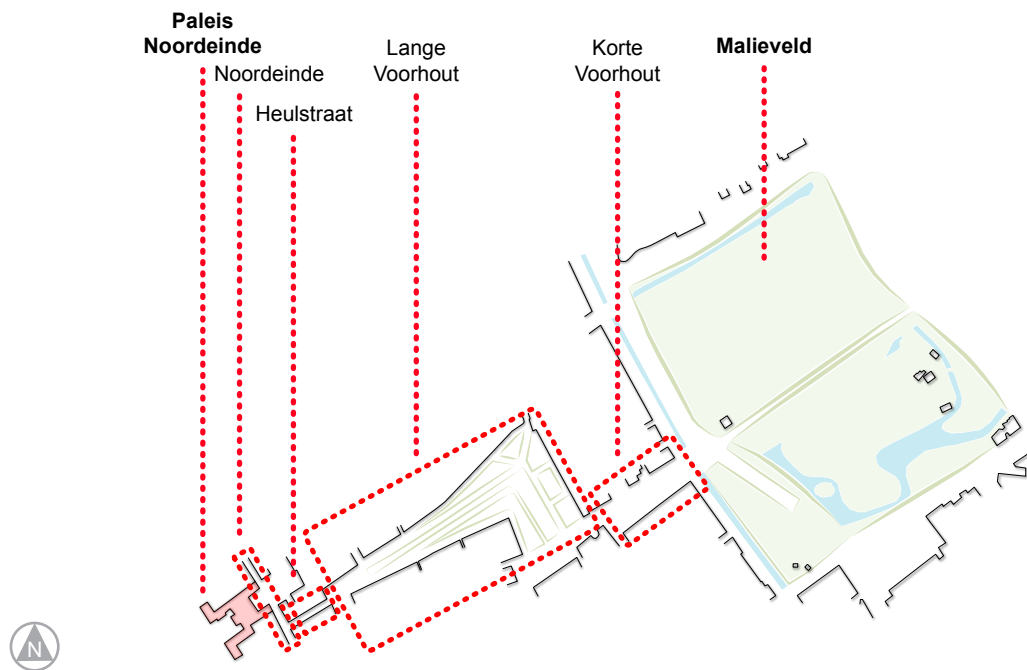 Paleis
Noordeinde
Noordeinde
Heulstraat
Lange
Voorhout
Korte
Voorhout
Malieveld
N